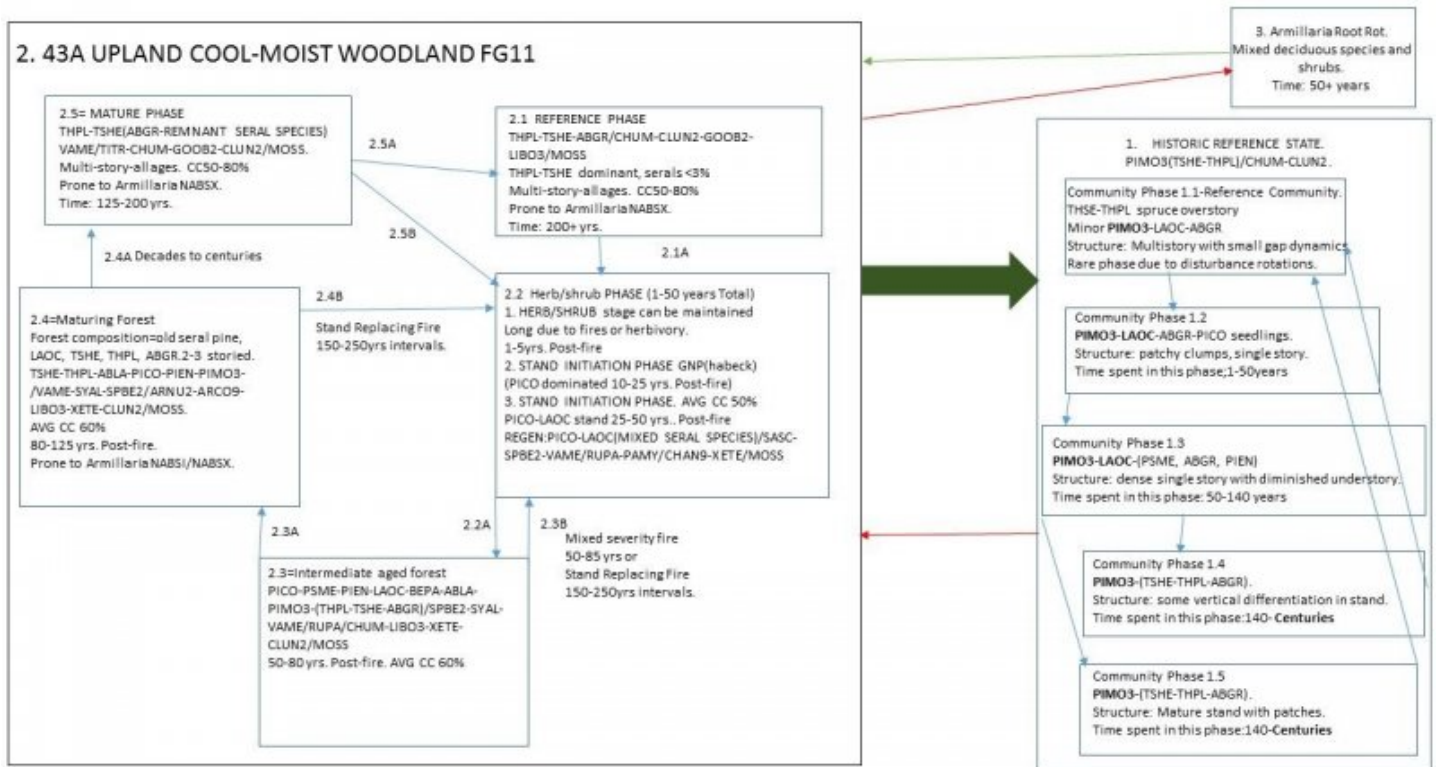 2. 43A UPLAND COOL-MOIST WOODLAND FG11
2.5= MATURE PHASE
THPL-TSHE(ABGR-REMNANT SERAL SPECIES)
VAME/TITR-CHUM-GOOB2-CLUN2/MOSS.
Multi-story-allages. CC50-80%
Prone to Armillaria NABSX.
Time: 125-200 yrs.
2.5A
2.1 REFERENCE PHASE
THPL-TSHE-ABGR/CHUM-CLUN2-GOOB2-
LIBO3/MOSS
THPL-TSHE dominant, serals <3%
Multi-story-allages. CC50-80%
Prone to Armillaria NABSX.
Time: 200+ yrs.
2.5B
2.1A
2.4A Decades to centuries
2.4=Maturing Forest
Forest composition=old seral pine,
LAOC, TSHE, THPL, ABGR.2-3 storied.
TSHE-THPL-ABLA-PICO-PIEN-PIMO3-
/VAME-SYAL-SPBE2/ARNU2-ARCO9-
LIBO3-XETE-CLUN2/MOSS.
AVG CC 60%
80-125 yrs. Post-fire.
Prone to Armillaria NABSI/NABSX.
2.4B
Stand Replacing Fire
150-250yrs intervals.
2.2 Herb/shrub PHASE (1-50 years Total)
1. HERB/SHRUB stage can be maintained
Long due to fires or herbivory.
1-5yrs. Post-fire
2. STAND INITIATION PHASE GNP(habeck)
(PICO dominated 10-25 yrs. Post-fire)
3. STAND INITIATION PHASE. AVG CC 50%
PICO-LAOC stand 25-50 yrs.. Post-fire
REGEN:PICO-LAOC(MIXED SERAL SPECIES)/SASC-
SPBE2-VAME/RUPA-PAMY/CHAN9-XETE/MOSS
2.3A
2.2A
2.3B
Mixed severity fire
50-85 yrs or
Stand Replacing Fire
150-250yrs intervals.
2.3=Intermediate aged forest
PICO-PSME-PIEN-LAOC-BEPA-ABLA-
PIMO3-(THPL-TSHE-ABGR)/SPBE2-SYAL-
VAME/RUPA/CHUM-LIBO3-XETE-
CLUN2/MOSS
50-80 yrs. Post-fire. AVG CC 60%
3. Armillaria Root Rot.
Mixed deciduous species and
shrubs.
Time: 50+ years
1. HISTORIC REFERENCE STATE.
PIMO3(TSHE-THPL)/CHUM-CLUN2.
Community Phase 1.1-Reference Community.
THSE-THPL spruce overstory
Minor PIMO3-LAOC-ABGR
Structure: Multistory with small gap dynamics
Rare phase due to disturbance rotations.
Community Phase 1.2
PIMO3-LAOC-ABGR-PICO seedlings.
Structure: patchy clumps, single story.
Time spent in this phase;1-50years
Community Phase 1.3
PIMO3-LAOC-(PSME, ABGR, PIEN)
Structure: dense single story with diminished understory.
Time spent in this phase: 50-140 years
Community Phase 1.4
PIMO3-(TSHE-THPL-ABGR).
Structure: some vertical differentiation in stand.
Time spent in this phase:140- Centuries
Community Phase 1.5
PIMO3-(TSHE-THPL-ABGR).
Structure: Mature stand with patches.
Time spent in this phase:140-Centuries